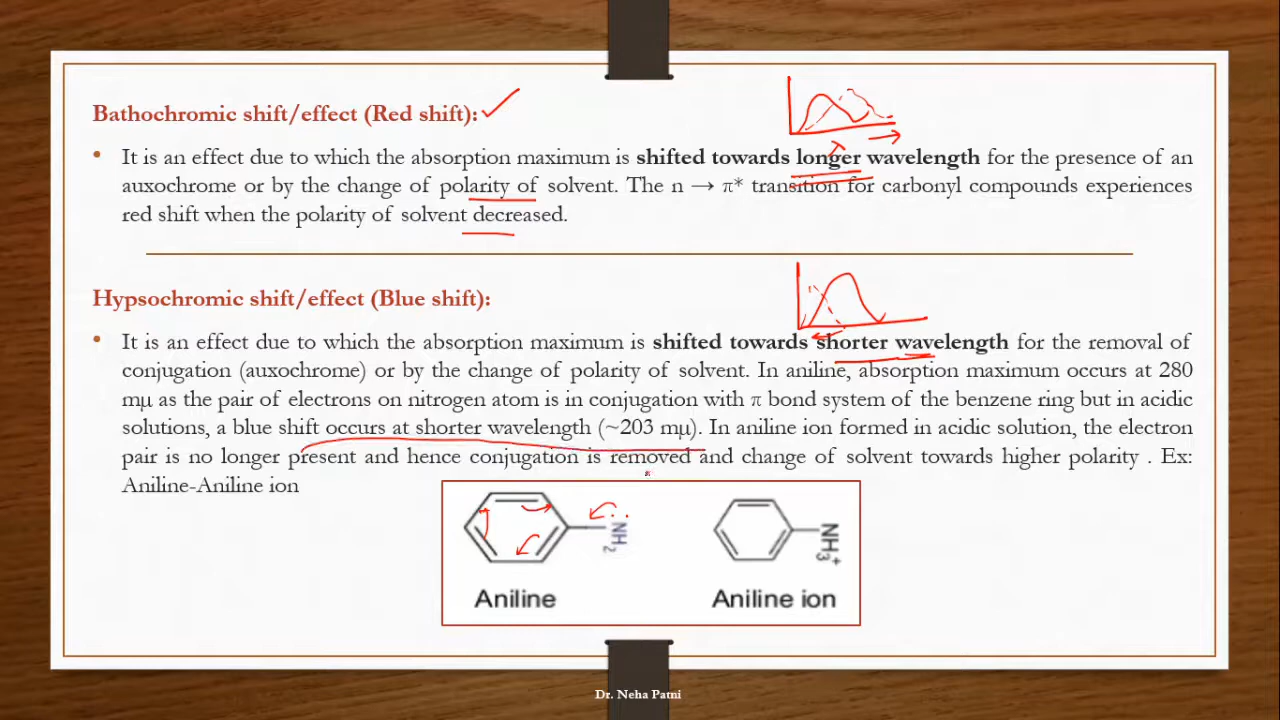 Bathochromic shift/effect (Red shift):
• It is an effect due to which the absorption maximum is shifted towards longer wavelength for the presence of an
auxochrome or by the change of polarity of solvent. The n → π* transition for carbonyl compounds experiences
red shift when the polarity of solvent decreased.
Hypsochromic shift/effect (Blue shift):
• It is an effect due to which the absorption maximum is shifted towards shorter wavelength for the removal of
conjugation (auxochrome) or by the change of polarity of solvent. In aniline, absorption maximum occurs at 280
mμ as the pair of electrons on nitrogen atom is in conjugation with π bond system of the benzene ring but in acidic
solutions, a blue shift occurs at shorter wavelength (~203 mμ). In aniline ion formed in acidic solution, the electron
pair is no longer present and hence conjugation is removed and change of solvent towards higher polarity . Ex:
Aniline-Aniline ion
NH2
NH3+
Aniline
Aniline ion
Dr. Neha Patni